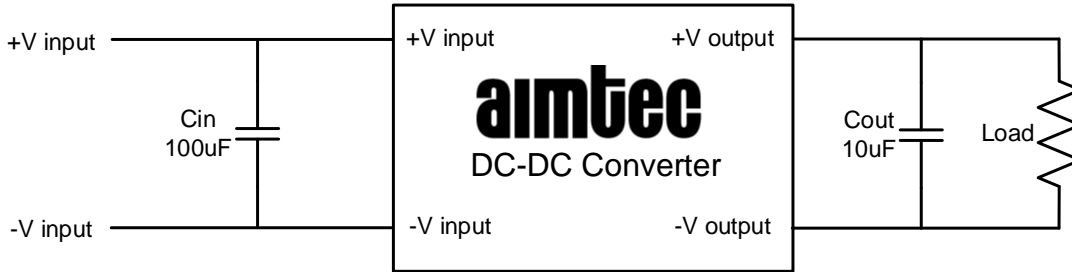 +V input
+V input
+V output
Cin
100uF
aimtec
DC-DC Converter
Cout
10uF
Load
-V input
-V input
-V output